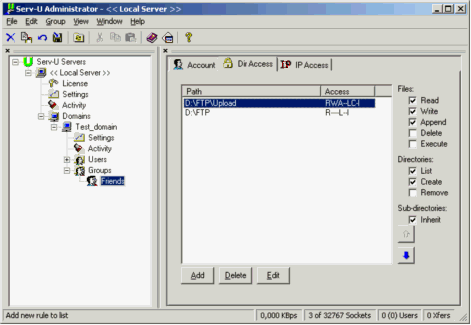 Serv-U Administrator - << Local Server >>
File Edit Group View Window Help
Serv-U Servers
<< Local Server >>
License
Settings
Activity
Domains
Test_domain
Settings
Activity
Users
Groups
Friends
Account Dir Access IP IP Access
Path Access
D:\FTP\Upload RWA--LC-I
D:\FTP R----L--I
Files:
Read
Write
Append
Delete
Execute
Directories:
List
Create
Remove
Sub-directories:
Inherit
Add Delete Edit
Add new rule to list 0,000 KBps 3 of 32767 Sockets 0 (0) Users 0 Xfers